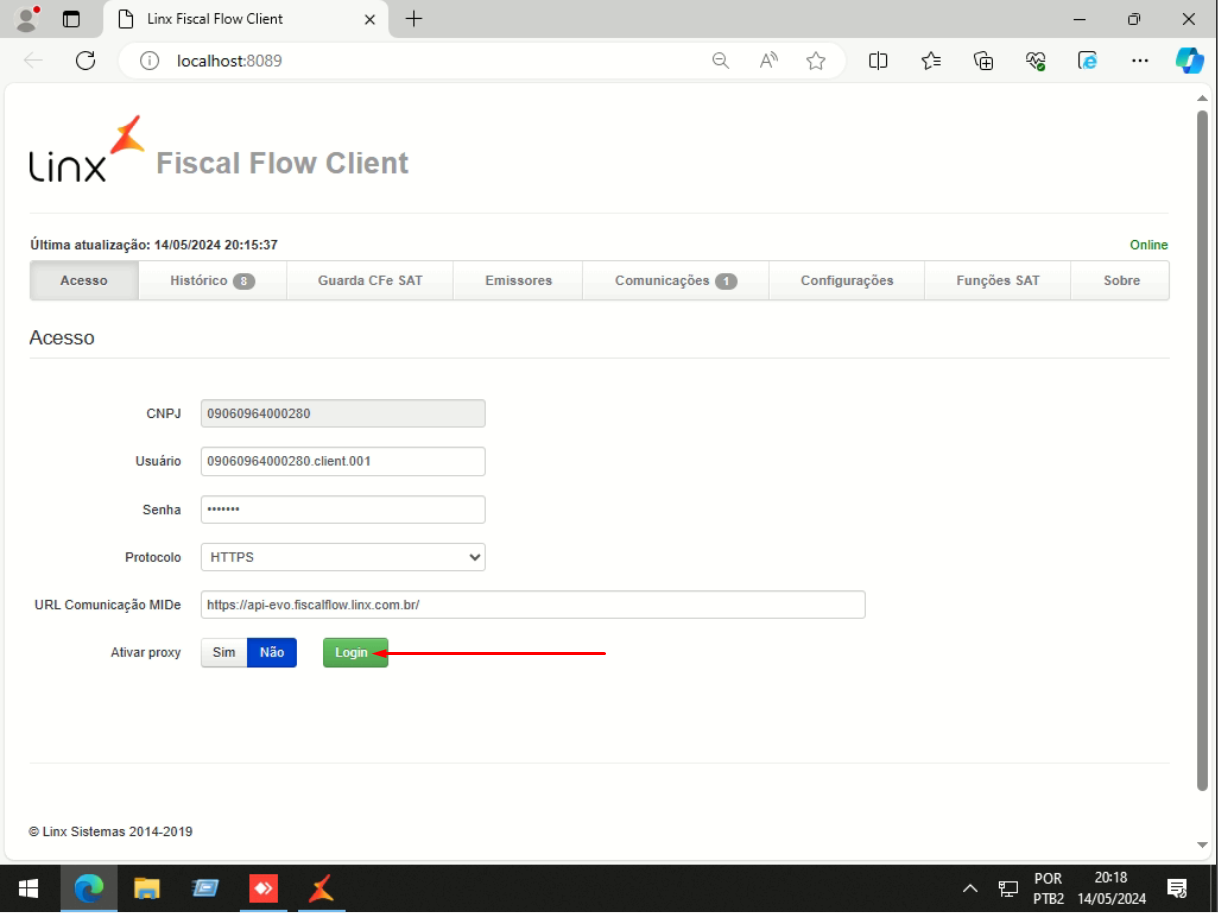 Linx Fiscal Flow Client
localhost:8089
Linx Fiscal Flow Client
Última atualização: 14/05/2024 20:15:37
Online
Acesso
Histórico 8
Guarda CFe SAT
Emissores
Comunicações 1
Configurações
Funções SAT
Sobre
Acesso
CNPJ 09060964000280
Usuário 09060964000280.client.001
Senha •••••••
Protocolo HTTPS
URL Comunicação MIDe https://api-evo.fiscalflow.linx.com.br/
Ativar proxy Sim Não Login
© Linx Sistemas 2014-2019
POR 20:18
PTB2 14/05/2024